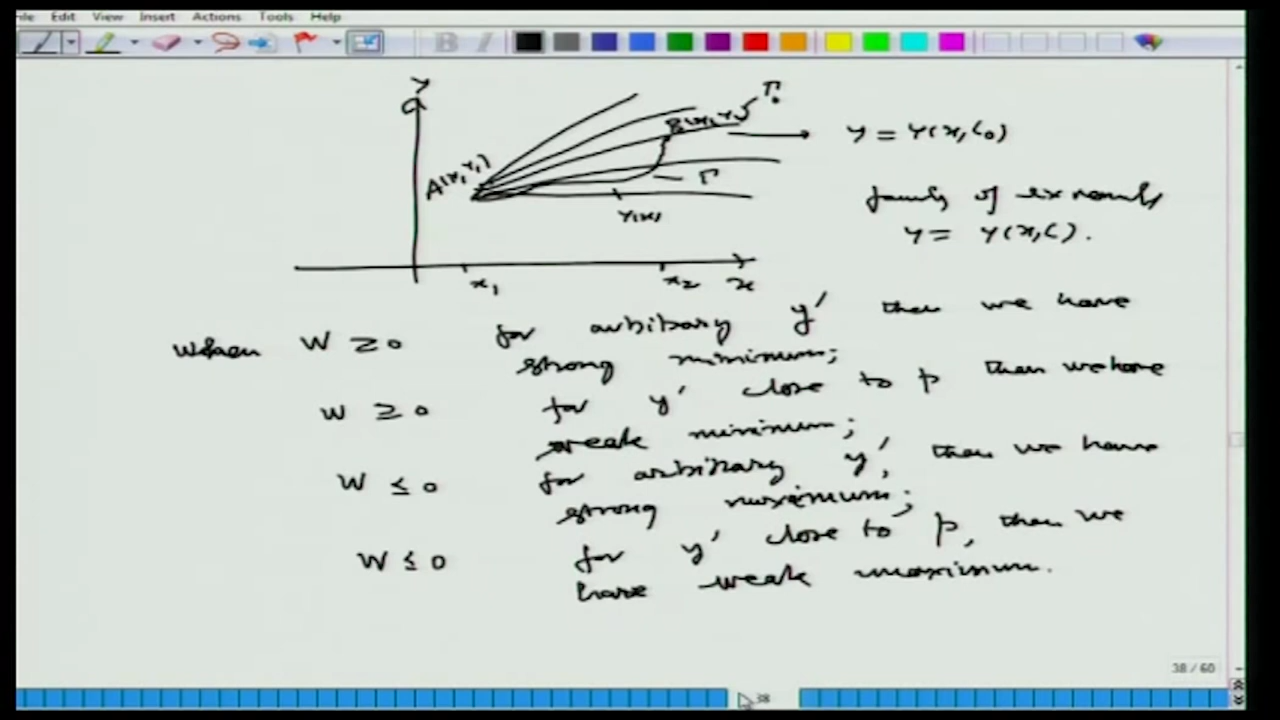 File Edit View Insert Actions Tools Help
B I
y
Γ₀
B(x₂, y₂)
y = y(x, C₀)
A(x₁, y₁)
Γ
y(x)
family of extremals
y = y(x, C).
x₁ x₂ x
When W ≥ 0 for arbitrary y' then we have
strong minimum;
W ≥ 0 for y' close to p then we have
weak minimum;
W ≤ 0 for arbitrary y', then we have
strong maximum;
W ≤ 0 for y' close to p, then we
have weak maximum.
38 / 60
38